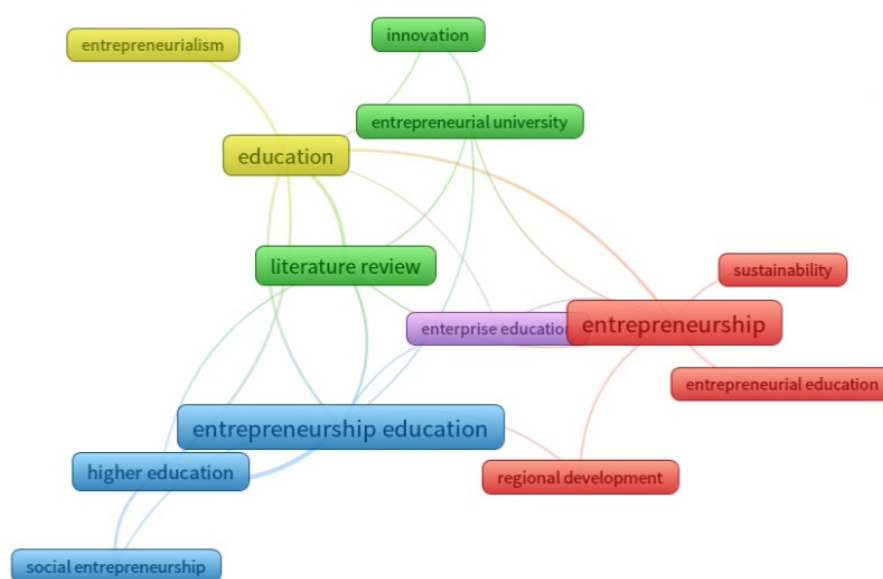 innovation
entrepreneurialism
entrepreneurial university
education
literature review
sustainability
enterprise education
entrepreneurship
entrepreneurial education
entrepreneurship education
higher education
regional development
social entrepreneurship